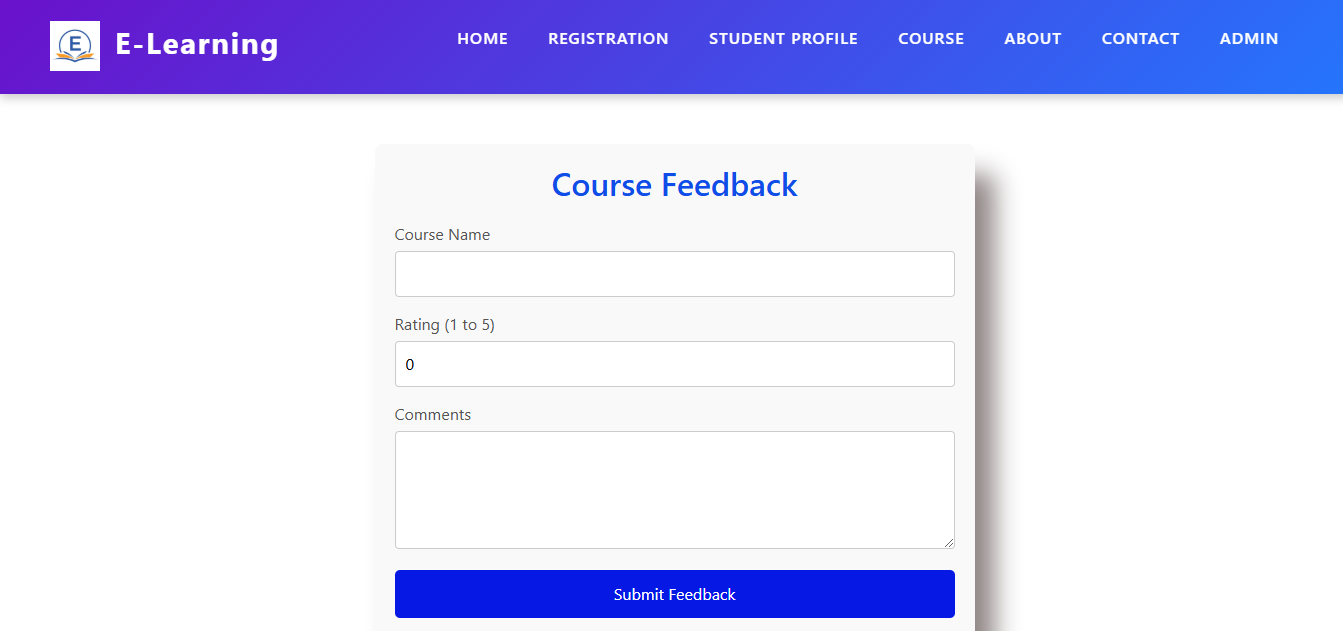 E
E-Learning
HOME REGISTRATION STUDENT PROFILE COURSE ABOUT CONTACT ADMIN
Course Feedback
Course Name
Rating (1 to 5)
0
Comments
Submit Feedback